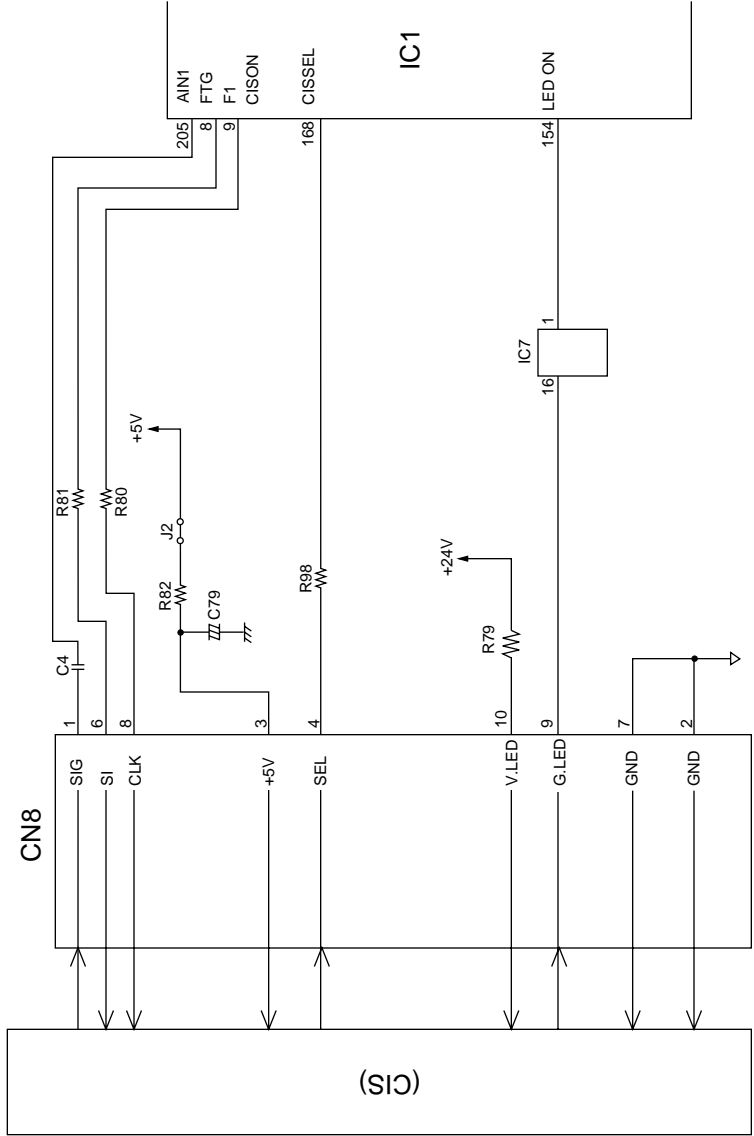 CN8
(CIS)
SIG
SI
CLK
+5V
SEL
V.LED
G.LED
GND
GND
1
6
8
3
4
10
9
7
2
C4
R81
R80
R82
J2
+5V
C79
R98
R79
+24V
IC7
16
1
205
8
9
168
154
AIN1
FTG
F1
CISON
CISSEL
LED ON
IC1